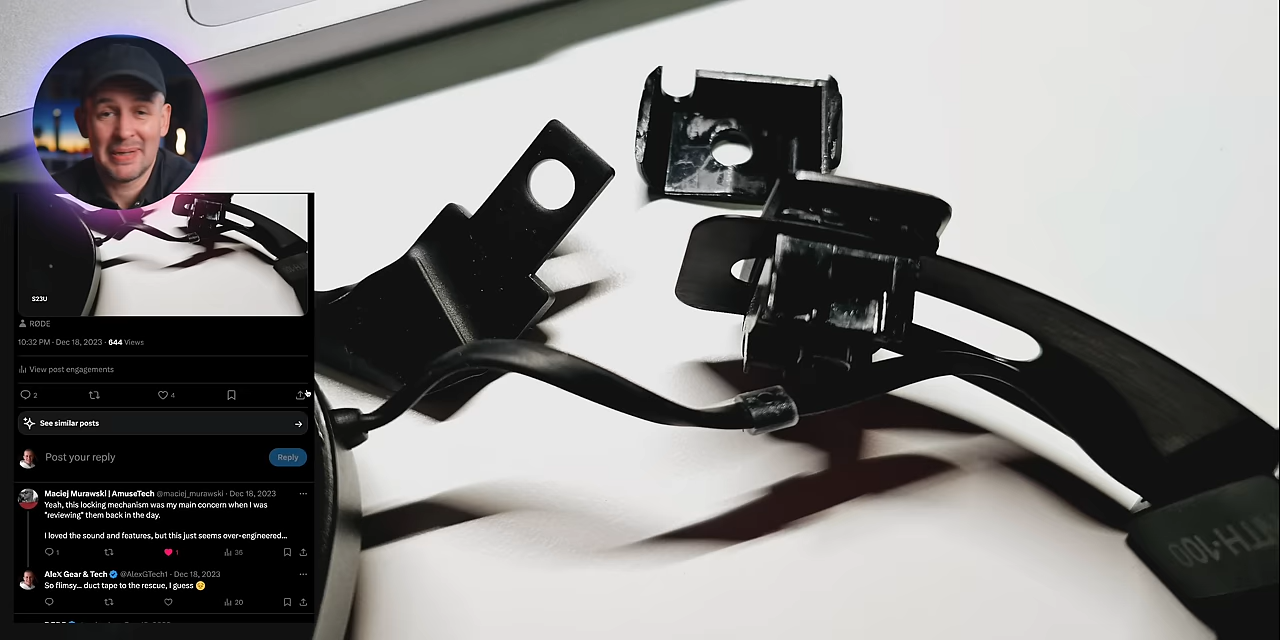 S23U
RØDE
10:32 PM · Dec 18, 2023 · 644 Views
View post engagements
2
4
See similar posts
Post your reply
Reply
Maciej Murawski | AmuseTech @maciej_murawski · Dec 18, 2023
Yeah, this locking mechanism was my main concern when I was
"reviewing" them back in the day.
I loved the sound and features, but this just seems over-engineered...
1
1
36
AleX Gear & Tech @AlexGTech1 · Dec 18, 2023
So flimsy... duct tape to the rescue, I guess 😟
20
NTH-100